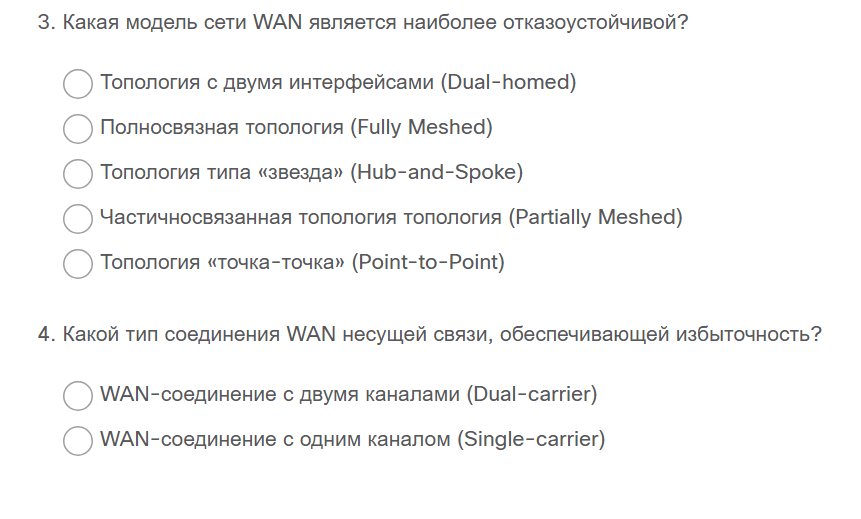 3. Какая модель сети WAN является наиболее отказоустойчивой?
Топология с двумя интерфейсами (Dual-homed)
Полносвязная топология (Fully Meshed)
Топология типа «звезда» (Hub-and-Spoke)
Частичносвязанная топология топология (Partially Meshed)
Топология «точка-точка» (Point-to-Point)
4. Какой тип соединения WAN несущей связи, обеспечивающей избыточность?
WAN-соединение с двумя каналами (Dual-carrier)
WAN-соединение с одним каналом (Single-carrier)